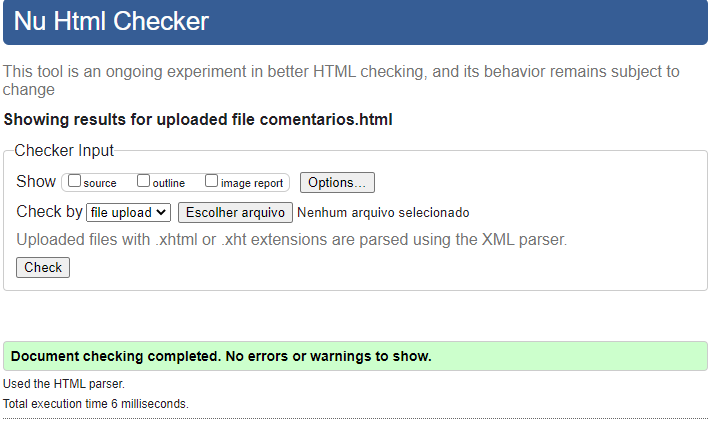 Nu Html Checker
This tool is an ongoing experiment in better HTML checking, and its behavior remains subject to
change
Showing results for uploaded file comentarios.html
Checker Input
Show source outline image report Options...
Check by file upload Escolher arquivo Nenhum arquivo selecionado
Uploaded files with .xhtml or .xht extensions are parsed using the XML parser.
Check
Document checking completed. No errors or warnings to show.
Used the HTML parser.
Total execution time 6 milliseconds.